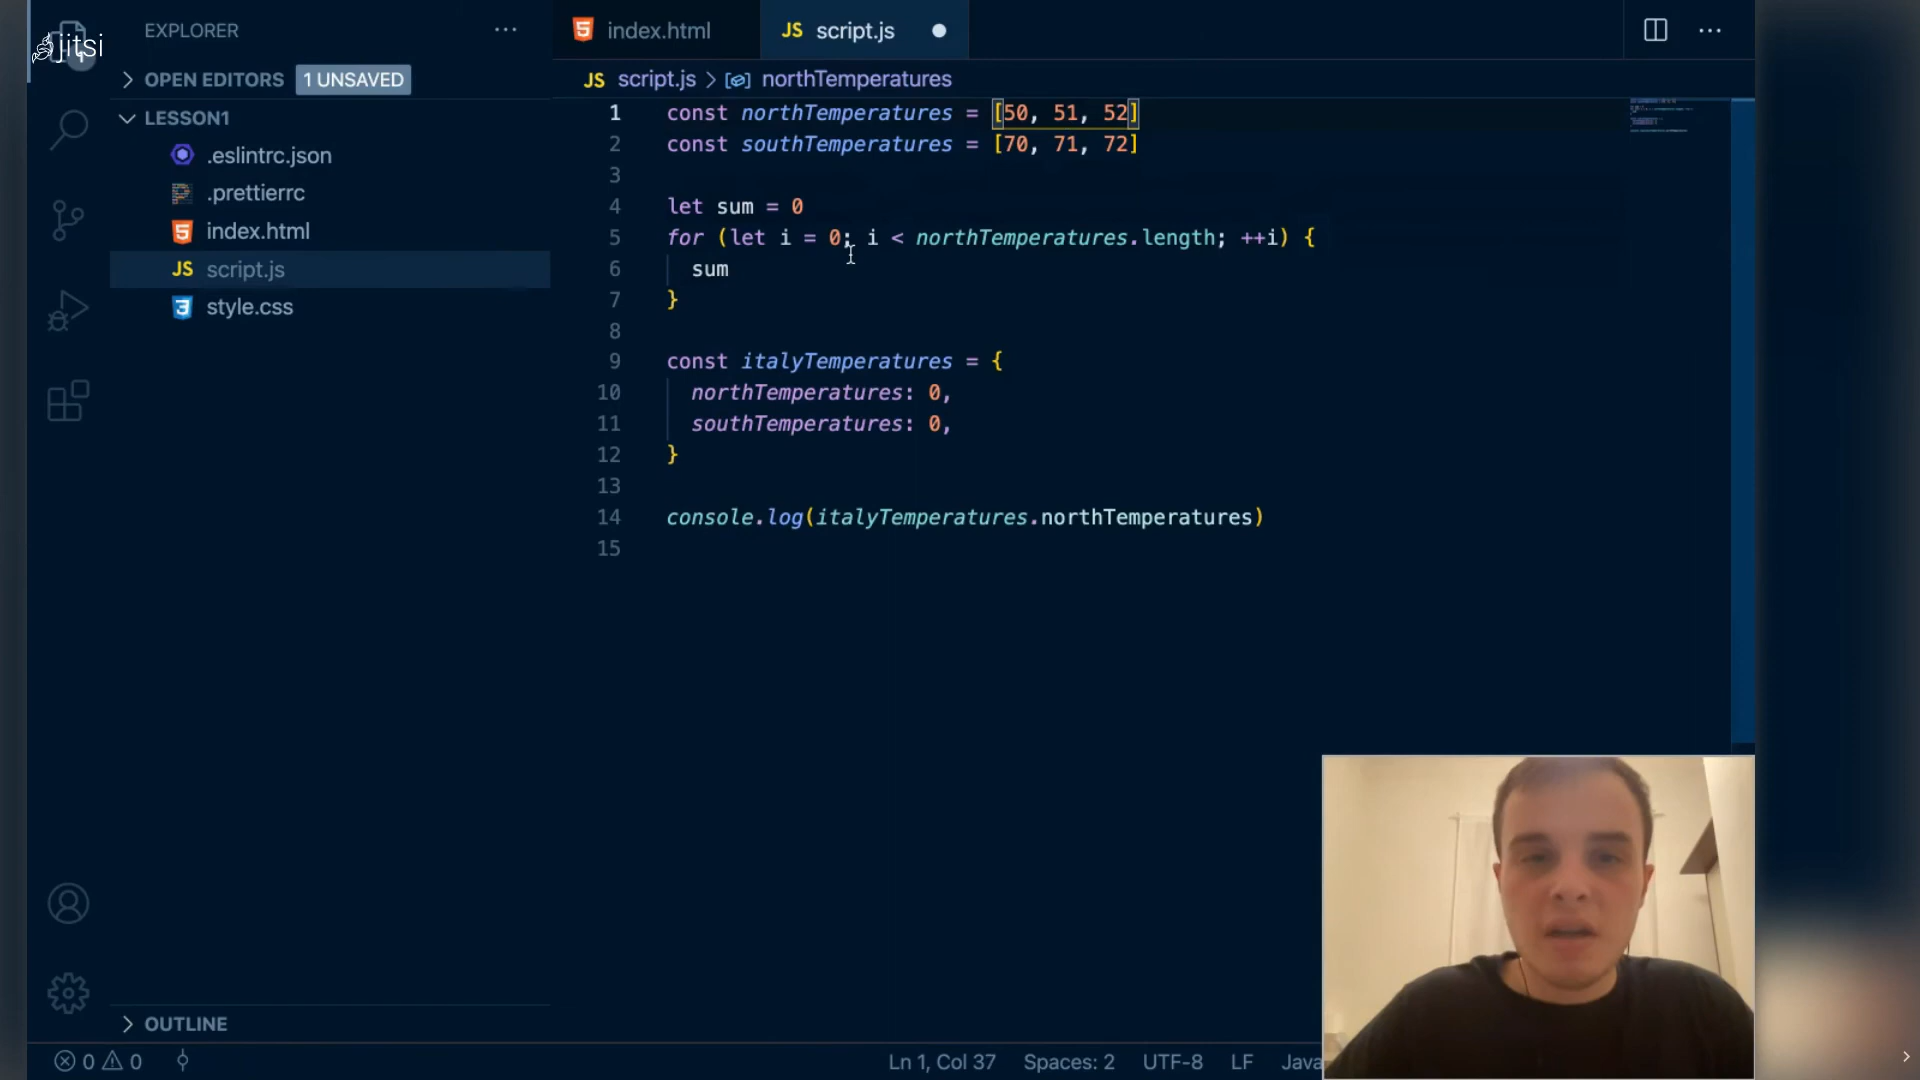 jitsi
EXPLORER
OPEN EDITORS 1 UNSAVED
LESSON1
.eslintrc.json
.prettierrc
index.html
JS script.js
style.css
OUTLINE
index.html JS script.js
JS script.js > northTemperatures
1 const northTemperatures = [50, 51, 52]
2 const southTemperatures = [70, 71, 72]
3
4 let sum = 0
5 for (let i = 0; i < northTemperatures.length; ++i) {
6 sum
7 }
8
9 const italyTemperatures = {
10 northTemperatures: 0,
11 southTemperatures: 0,
12 }
13
14 console.log(italyTemperatures.northTemperatures)
15
0 0 Ln 1, Col 37 Spaces: 2 UTF-8 LF Java